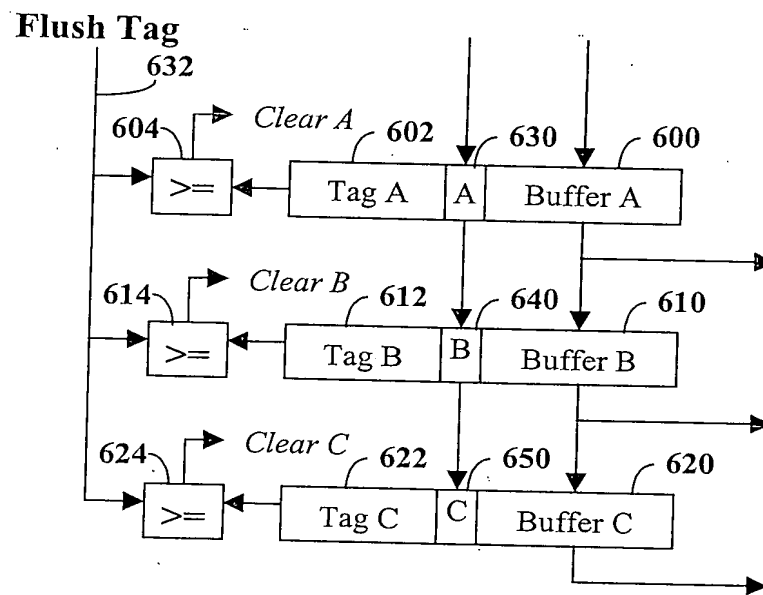 Flush Tag
632
604
Clear A
602
630
600
>=
Tag A
A
Buffer A
614
Clear B
612
640
610
>=
Tag B
B
Buffer B
624
Clear C
622
650
620
>=
Tag C
C
Buffer C